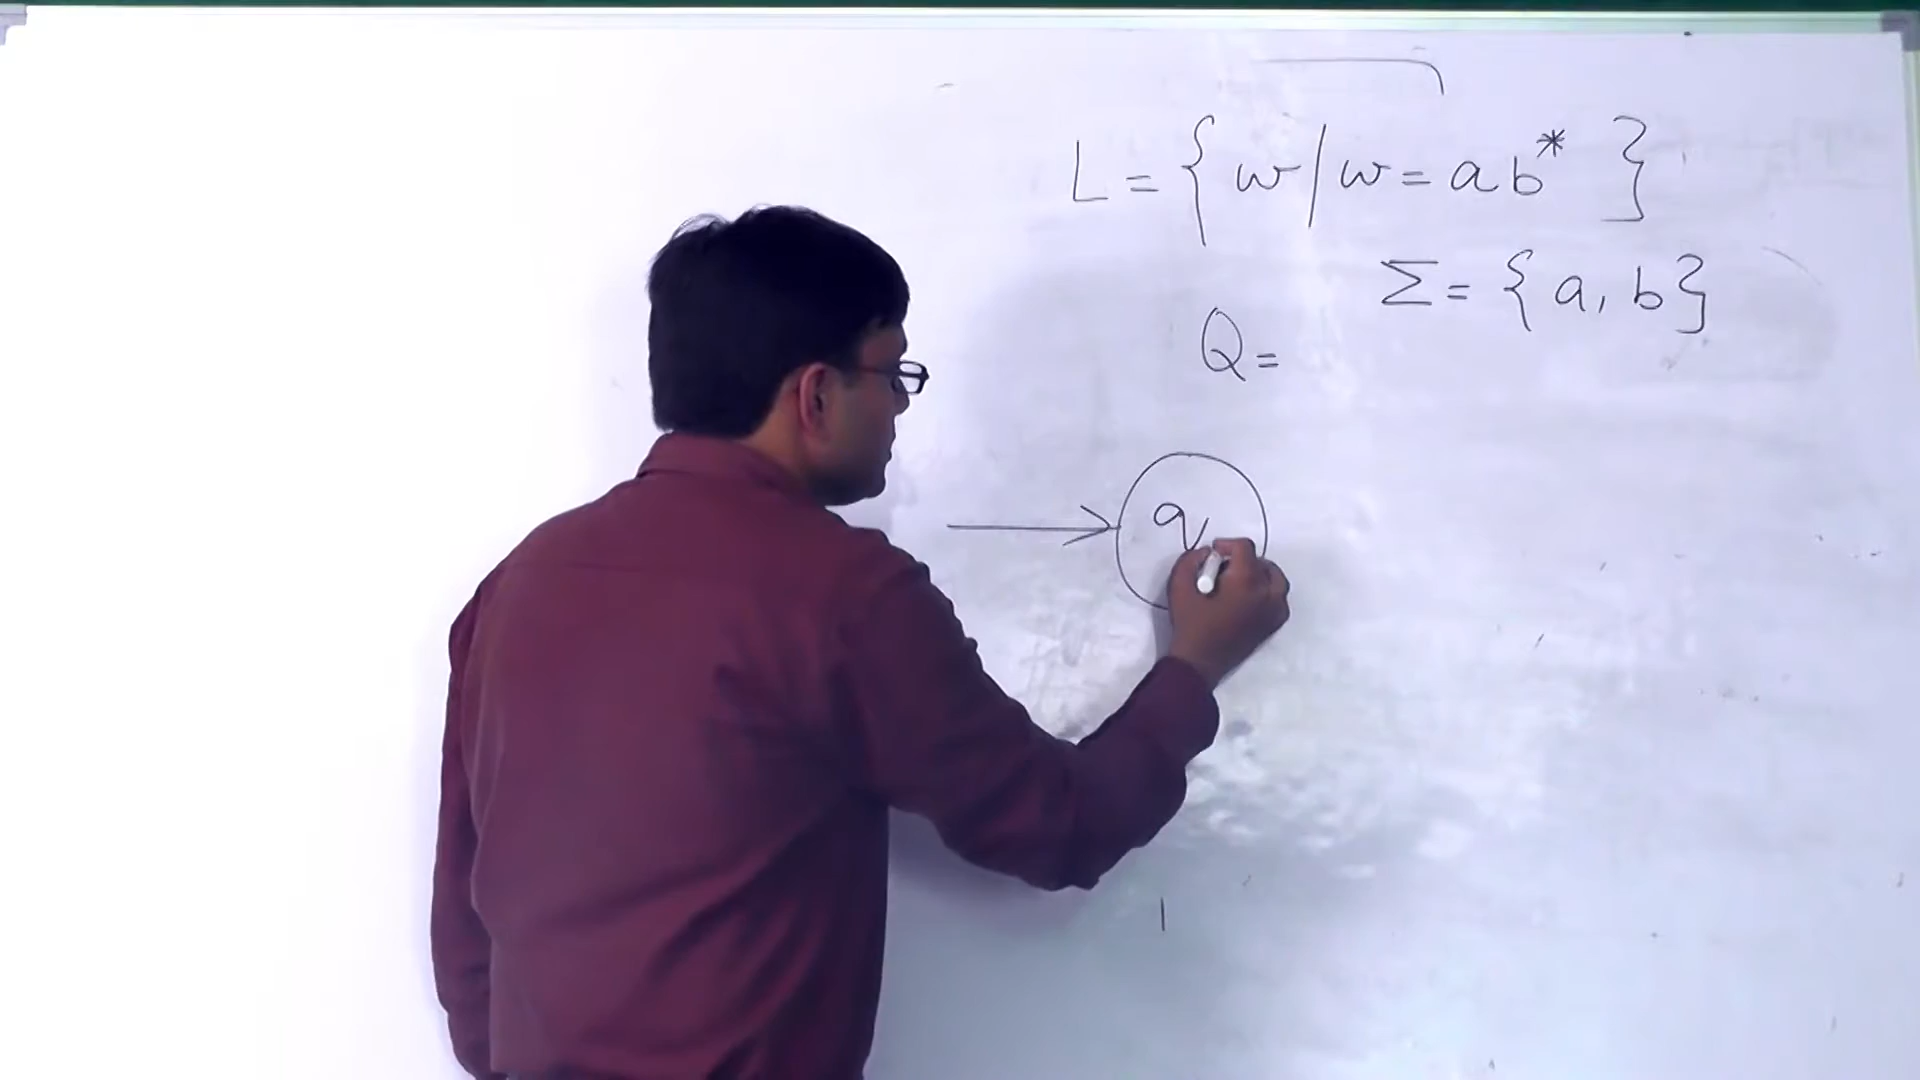 L = { w / w = ab* }
Σ = { a, b }
Q =
q